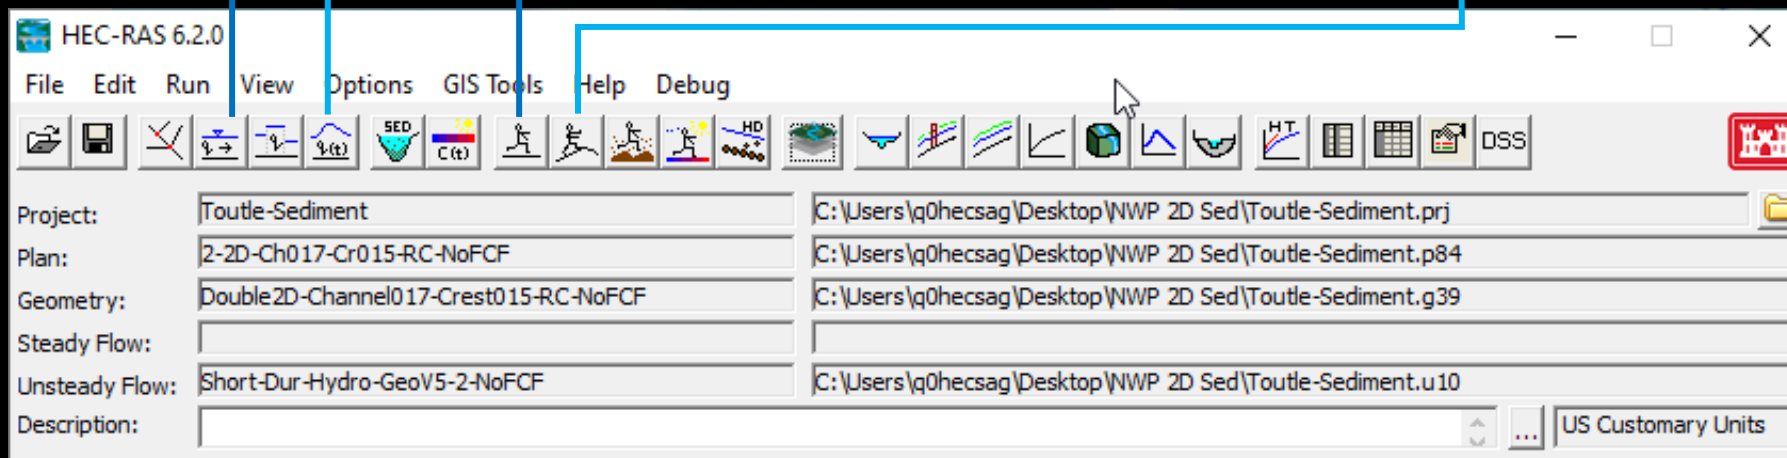 HEC-RAS 6.2.0
File Edit Run View Options GIS Tools Help Debug
SED C(t) HD HT DSS
Project: Toutle-Sediment C:\Users\q0hecsag\Desktop\NWP 2D Sed\Toutle-Sediment.prj
Plan: 2-2D-Ch017-Cr015-RC-NoFCF C:\Users\q0hecsag\Desktop\NWP 2D Sed\Toutle-Sediment.p84
Geometry: Double2D-Channel017-Crest015-RC-NoFCF C:\Users\q0hecsag\Desktop\NWP 2D Sed\Toutle-Sediment.g39
Steady Flow:
Unsteady Flow: Short-Dur-Hydro-GeoV5-2-NoFCF C:\Users\q0hecsag\Desktop\NWP 2D Sed\Toutle-Sediment.u10
Description: ... US Customary Units